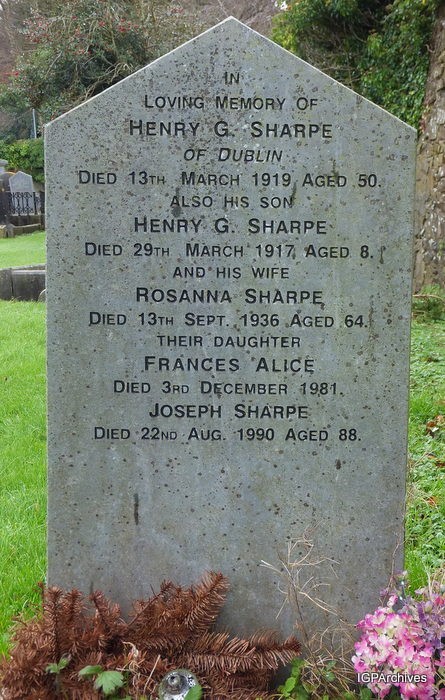 IN
LOVING MEMORY OF
HENRY G. SHARPE
OF DUBLIN
DIED 13TH MARCH 1919 AGED 50.
ALSO HIS SON
HENRY G. SHARPE
DIED 29TH MARCH 1917 AGED 8.
AND HIS WIFE
ROSANNA SHARPE
DIED 13TH SEPT. 1936 AGED 64.
THEIR DAUGHTER
FRANCES ALICE
DIED 3RD DECEMBER 1981.
JOSEPH SHARPE
DIED 22ND AUG. 1990 AGED 88.
IGPArchives